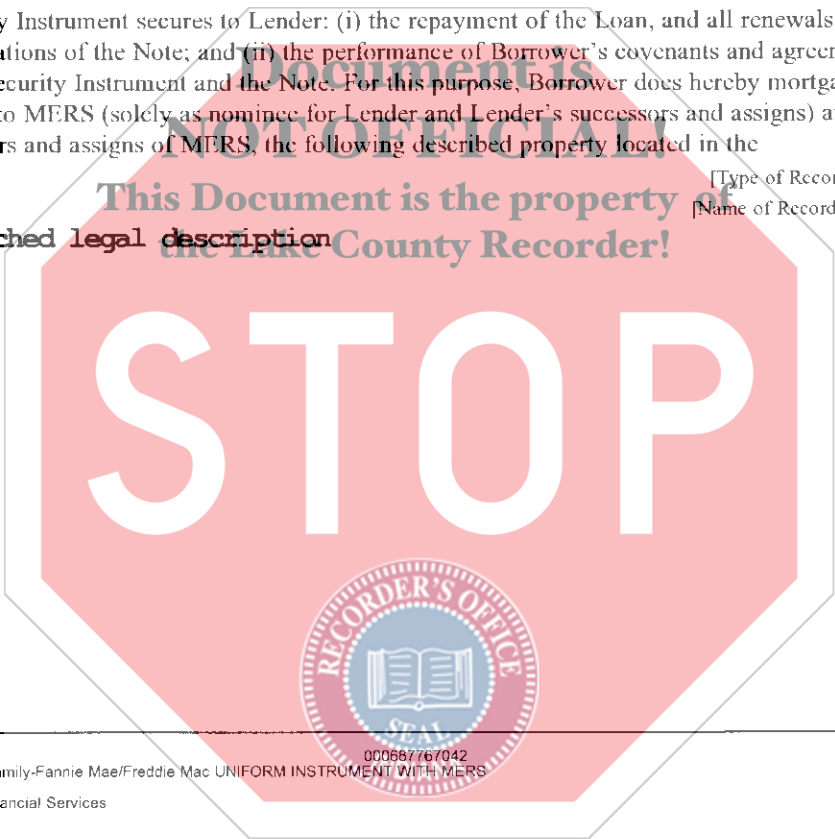 y Instrument secures to Lender: (i) the repayment of the Loan, and all renewals
ations of the Note; and (ii) the performance of Borrower's covenants and agreer
ecurity Instrument and the Note. For this purpose, Borrower does hereby mortga
to MERS (solely as nominee for Lender and Lender's successors and assigns) a
rs and assigns of MERS, the following described property located in the
[Type of Recor
[Name of Record
ched legal description
Document is
NOT OFFICIAL!
This Document is the property of
the Lake County Recorder!
STOP
RECORDER'S OFFICE
SEAL
INDIANA
000687767042
amily-Fannie Mae/Freddie Mac UNIFORM INSTRUMENT WITH MERS
ancial Services